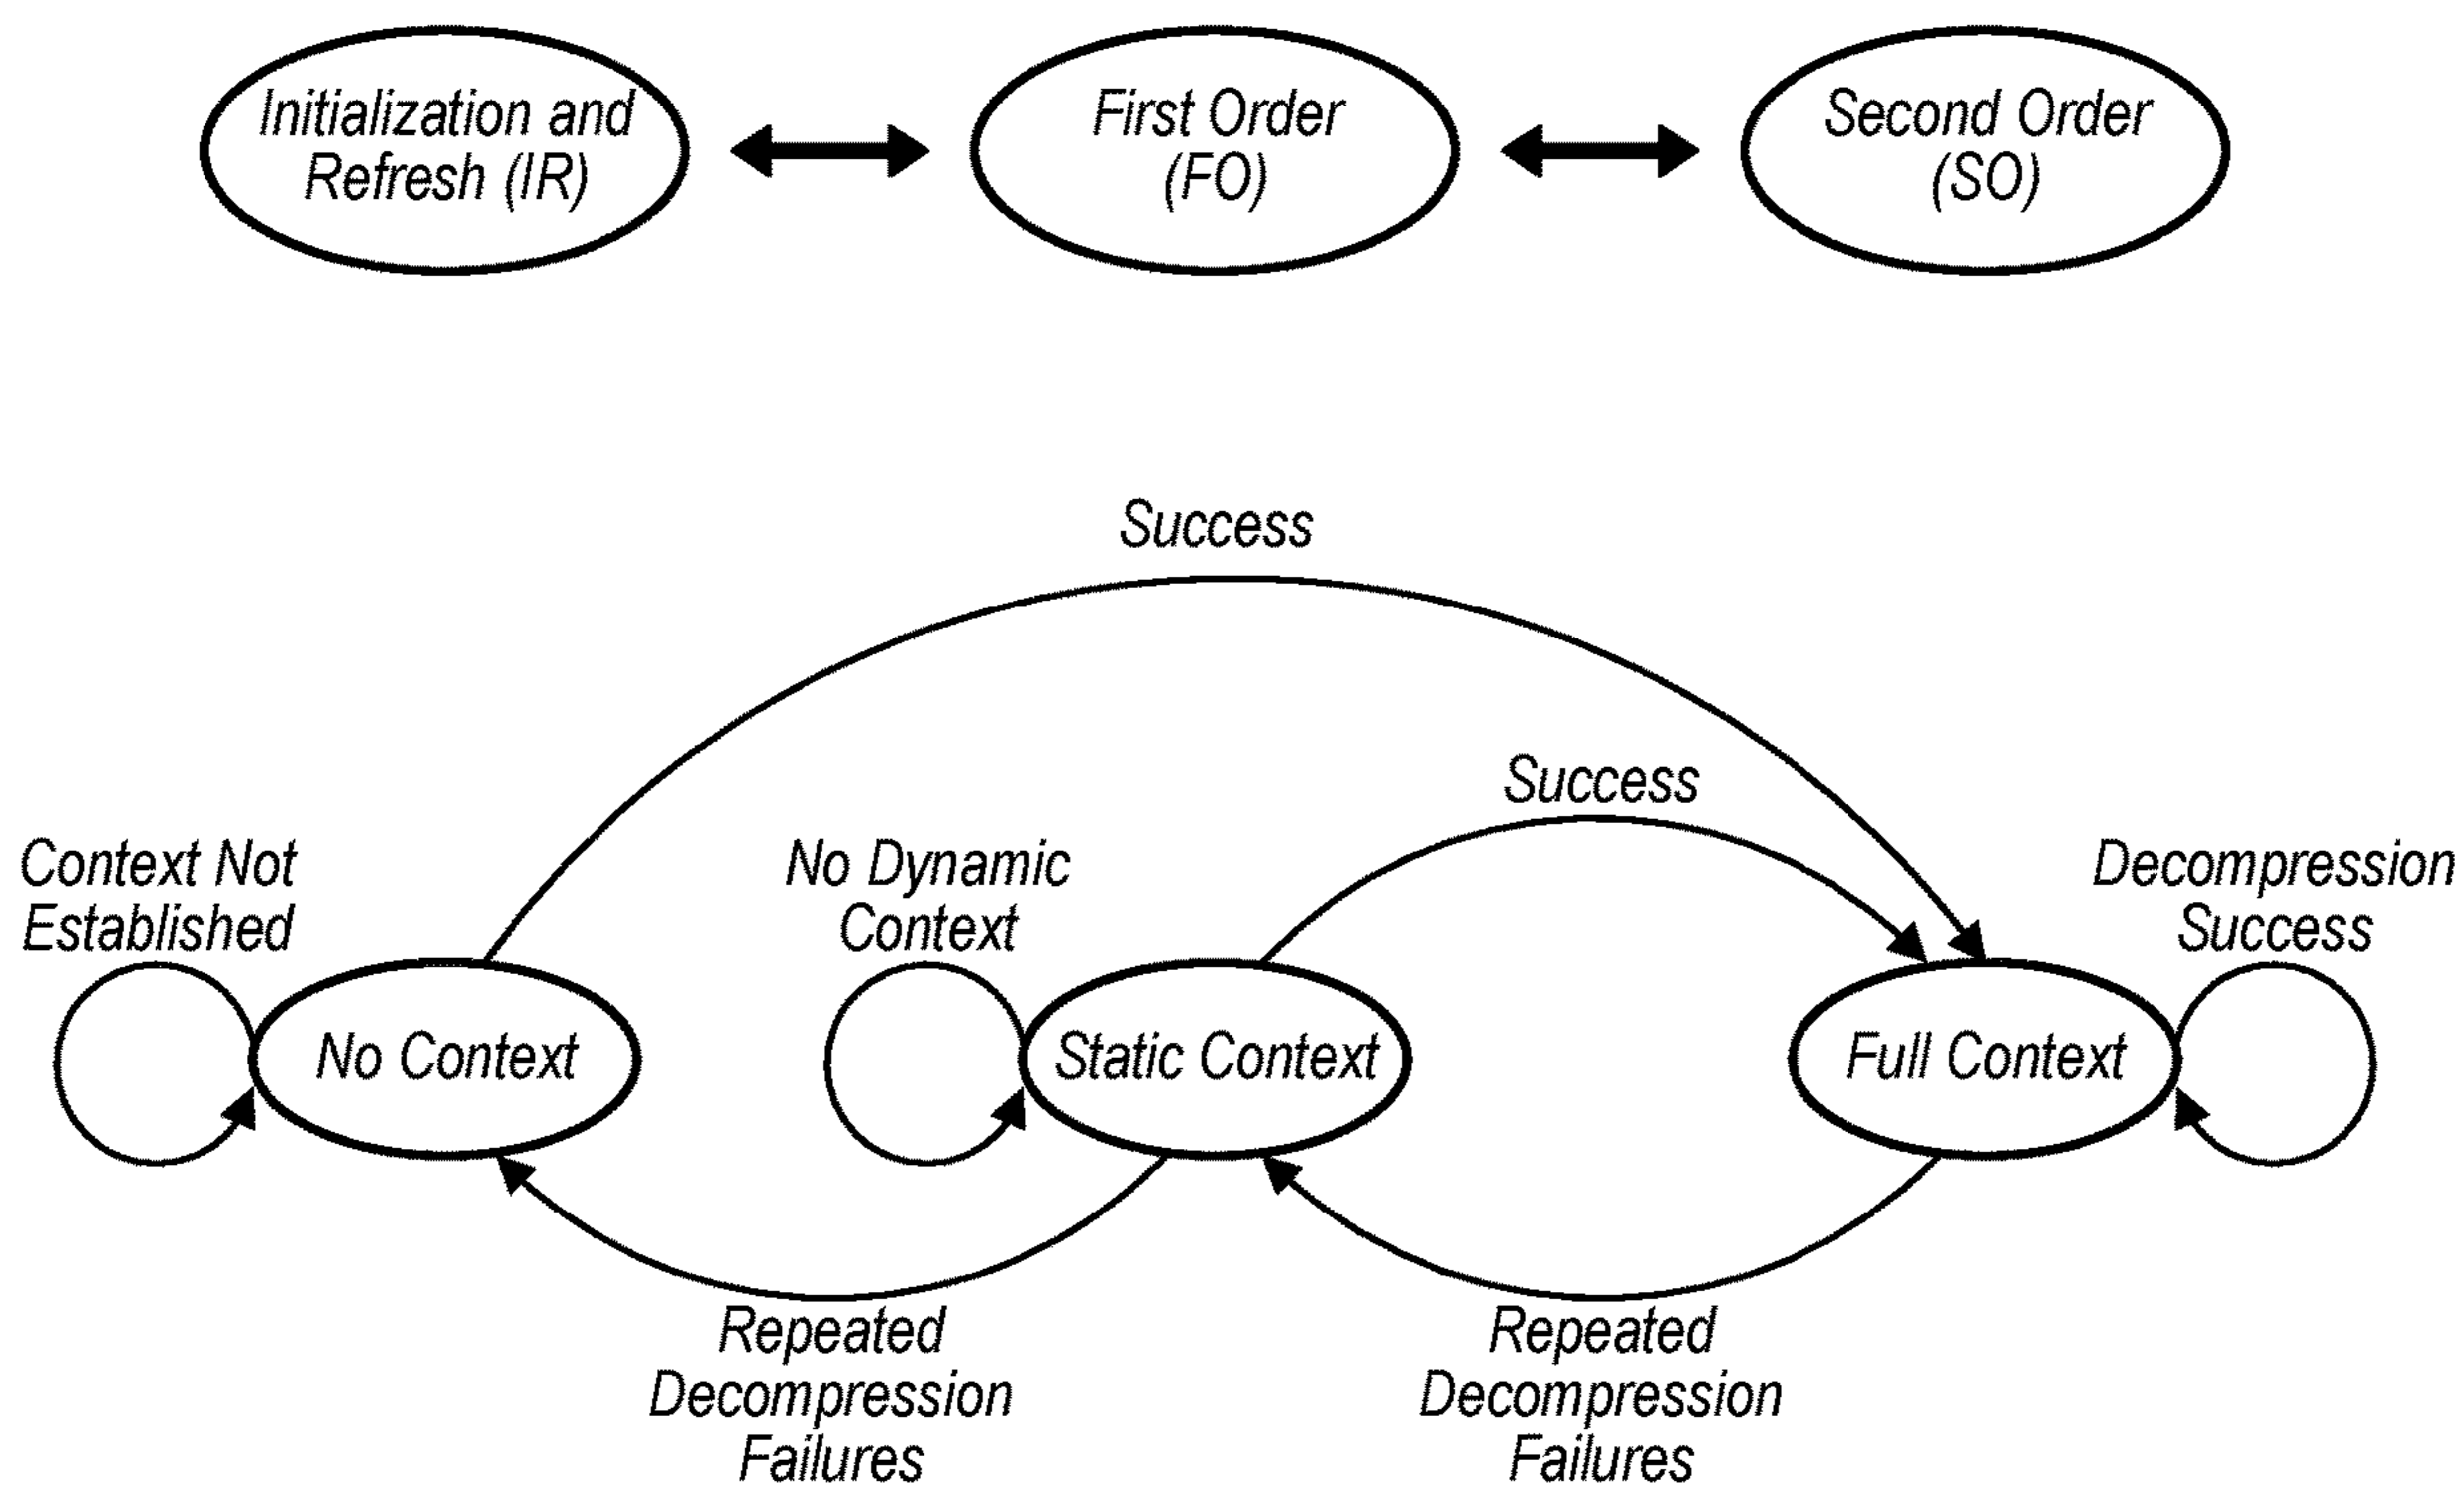 Initialization and
Refresh (IR)
First Order
(FO)
Second Order
(SO)
Success
Success
Context Not
Established
No Dynamic
Context
Decompression
Success
No Context
Static Context
Full Context
Repeated
Decompression
Failures
Repeated
Decompression
Failures